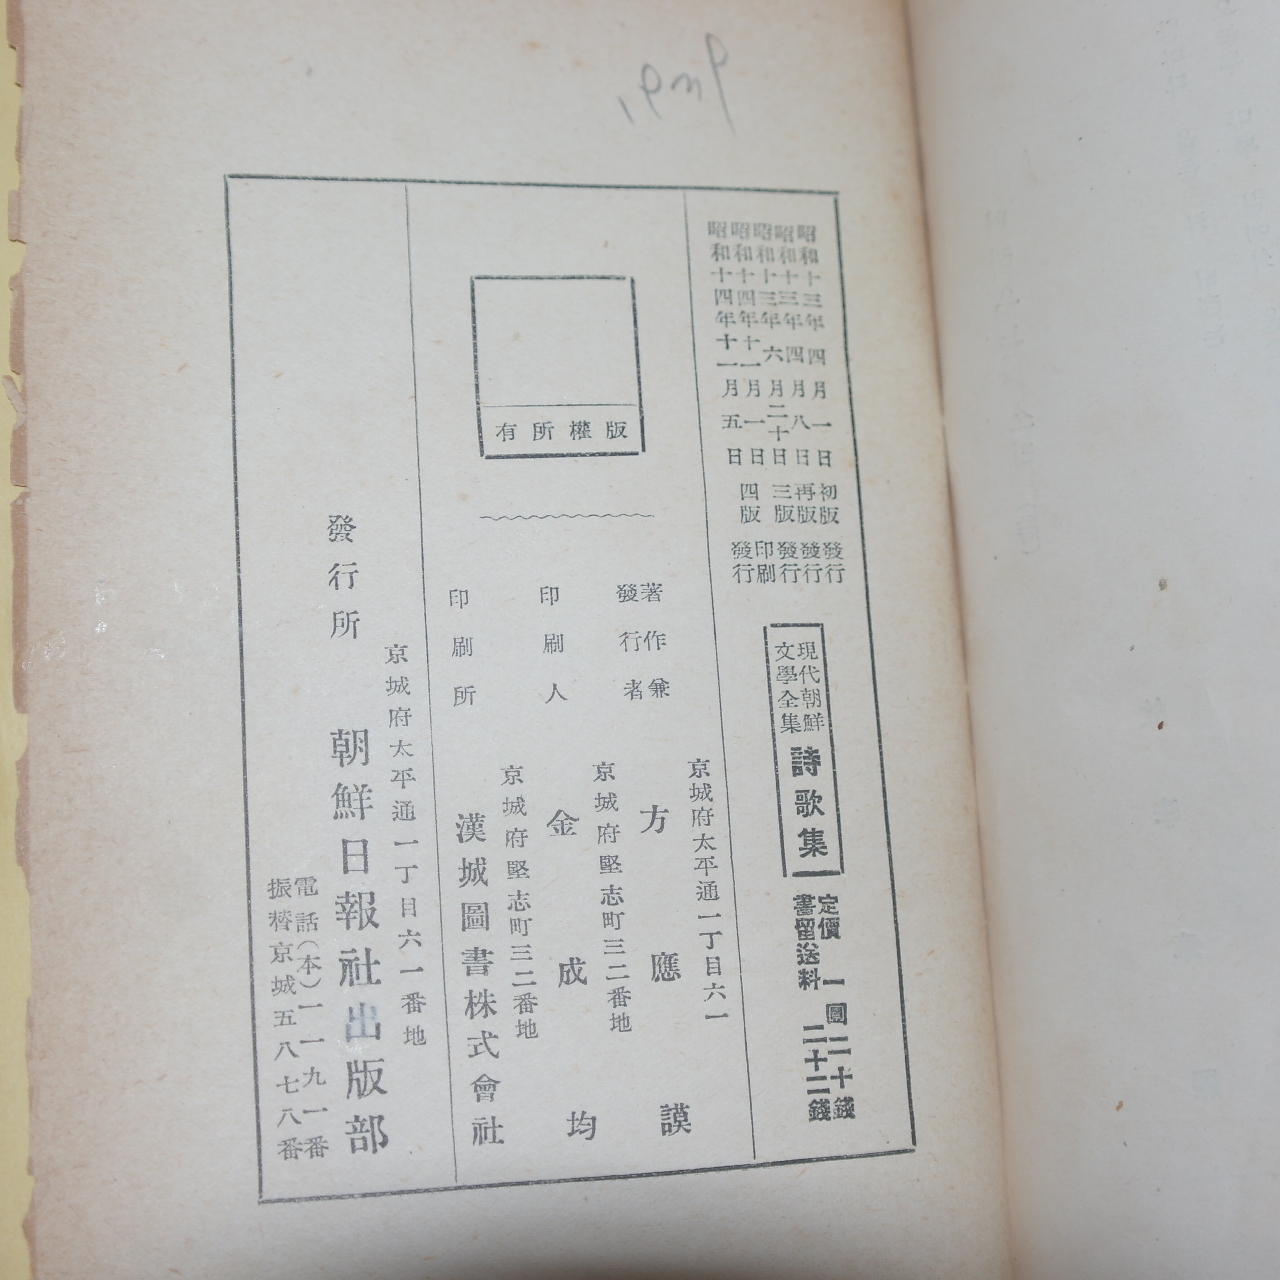 昭和十三年四月一日初版發行
昭和十三年四月八日再版發行
昭和十三年六月二十日三版發行
昭和十四年十一月一日印刷
昭和十四年十一月五日四版發行
現代朝鮮
文學全集
詩歌集
定價 一圓二十錢
書留送料 二十二錢
版權所有
京城府太平通一丁目六一
著作兼
發行者
方應謨
京城府堅志町三二番地
印刷人 金成均
京城府堅志町三二番地
印刷所 漢城圖書株式會社
京城府太平通一丁目六一番地
發行所 朝鮮日報社出版部
電話(本)一一九一番
振替京城五八七八番